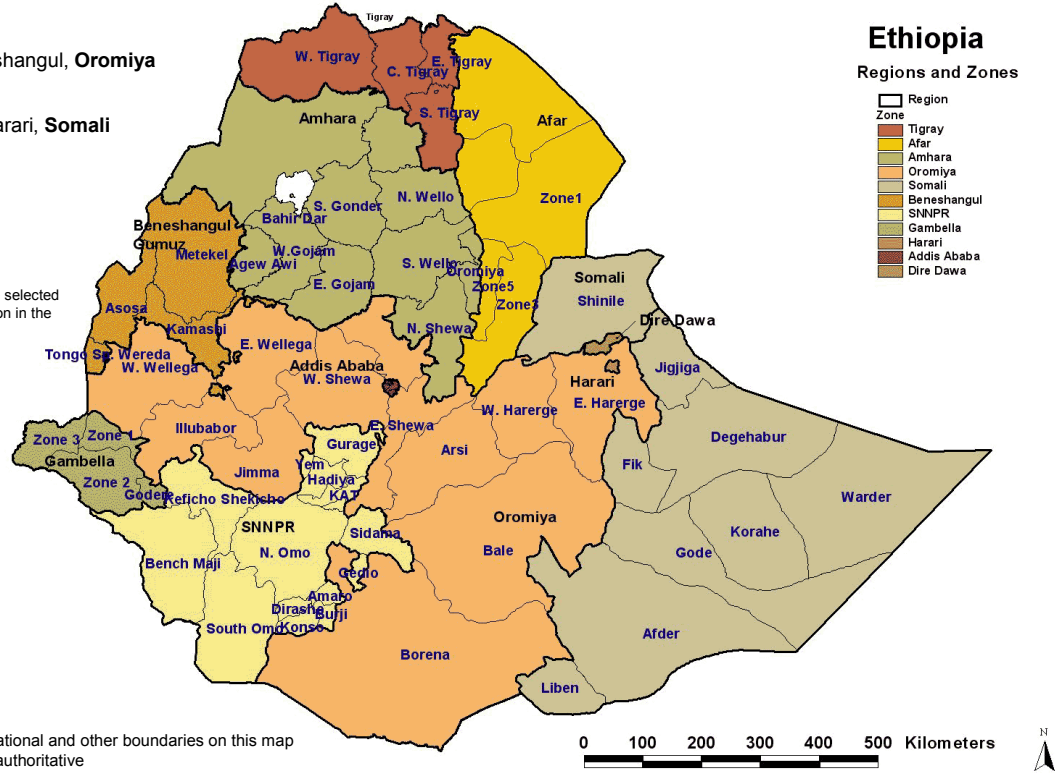 Tigray
Ethiopia
Regions and Zones
Region
Zone
Tigray
Afar
Amhara
Oromiya
Somali
Beneshangul
SNNPR
Gambella
Harari
Addis Ababa
Dire Dawa
shangul, Oromiya
arari, Somali
selected
on in the
W. Tigray
C. Tigray
E. Tigray
S. Tigray
Amhara
Afar
Zone1
N. Wello
S. Gonder
Bahir Dar
Beneshangul
Gumuz
Metekel
W.Gojam
Agew Awi
S. Wello
Oromiya
Zone5
E. Gojam
Zone3
Somali
Shinile
Asosa
Kamashi
N. Shewa
Dire Dawa
Tongo Sp. Wereda
E. Wellega
W. Wellega
Addis Ababa
W. Shewa
Jigjiga
Harari
E. Harerge
W. Harerge
Illubabor
E. Shewa
Zone 3
Zone
Gurage
Arsi
Degehabur
Gambella
Jimma
Yem
Hadiya
Fik
Zone 2
Godere
Keficho Shekicho
KAT
Warder
SNNPR
Sidama
Oromiya
Korahe
N. Omo
Bale
Gode
Bench Maji
Gedio
Amaro
Dirashe
Burji
South Omo
Konso
Afder
Borena
Liben
ational and other boundaries on this map
authoritative
0 100 200 300 400 500 Kilometers
N